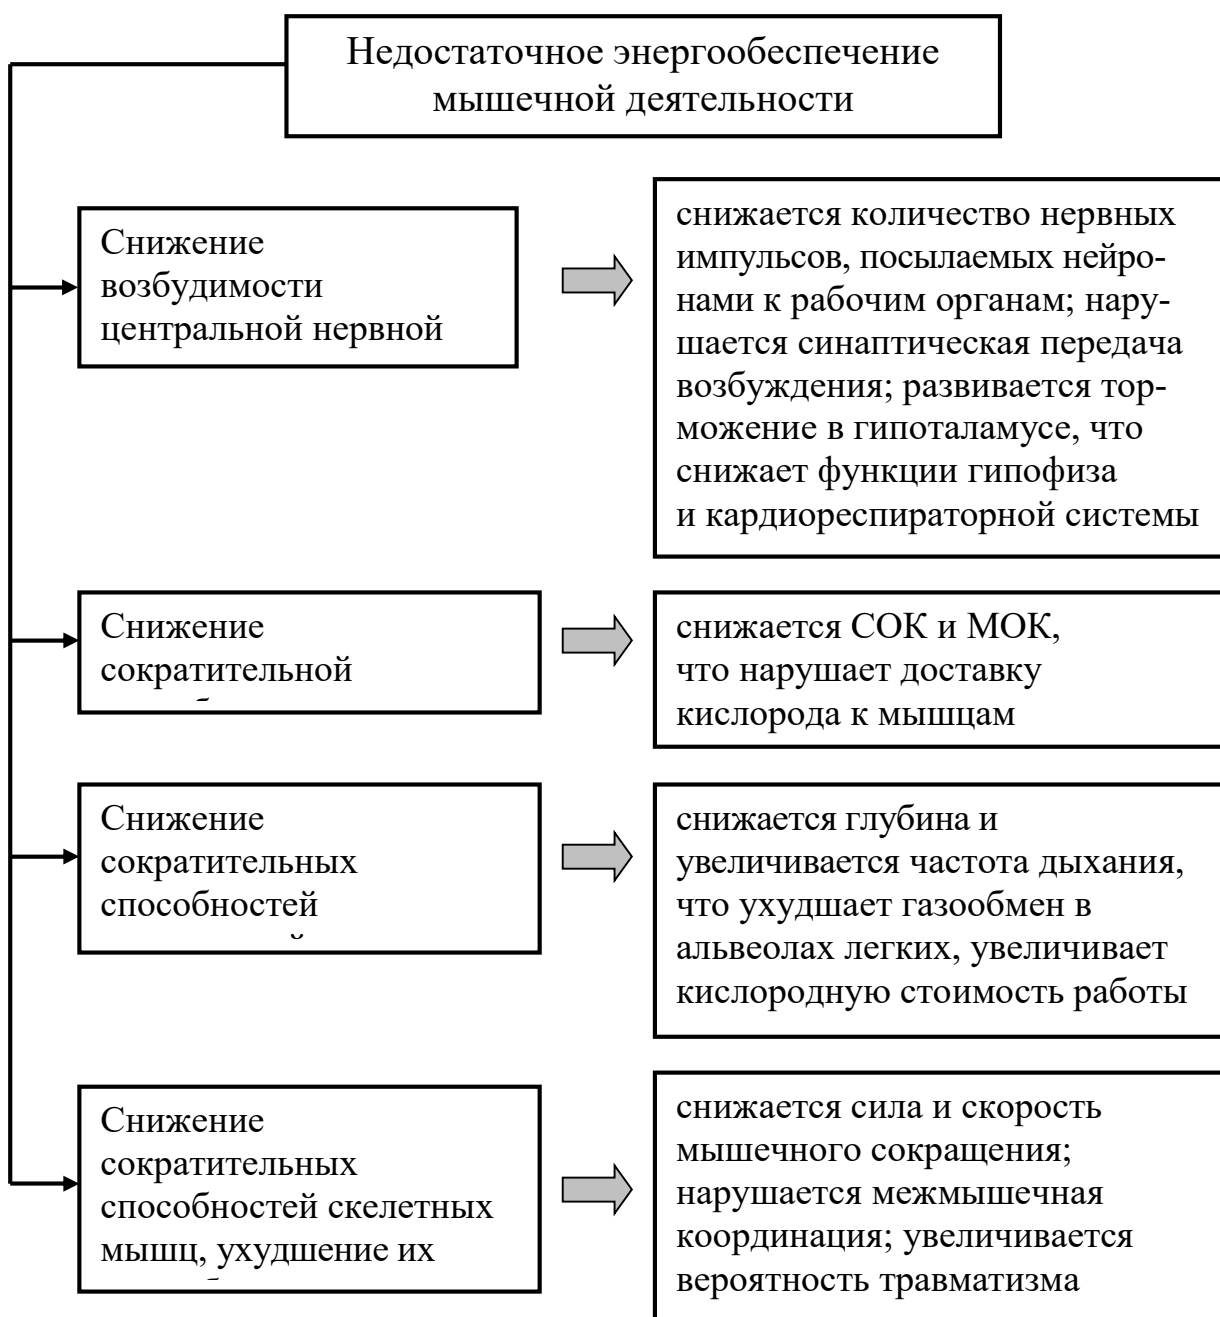 Недостаточное энергообеспечение
мышечной деятельности
Снижение
возбудимости
центральной нервной
снижается количество нервных
импульсов, посылаемых нейро-
нами к рабочим органам; нару-
шается синаптическая передача
возбуждения; развивается тор-
можение в гипоталамусе, что
снижает функции гипофиза
и кардиореспираторной системы
Снижение
сократительной
снижается СОК и МОК,
что нарушает доставку
кислорода к мышцам
Снижение
сократительных
способностей
снижается глубина и
увеличивается частота дыхания,
что ухудшает газообмен в
альвеолах легких, увеличивает
кислородную стоимость работы
Снижение
сократительных
способностей скелетных
мышц, ухудшение их
снижается сила и скорость
мышечного сокращения;
нарушается межмышечная
координация; увеличивается
вероятность травматизма